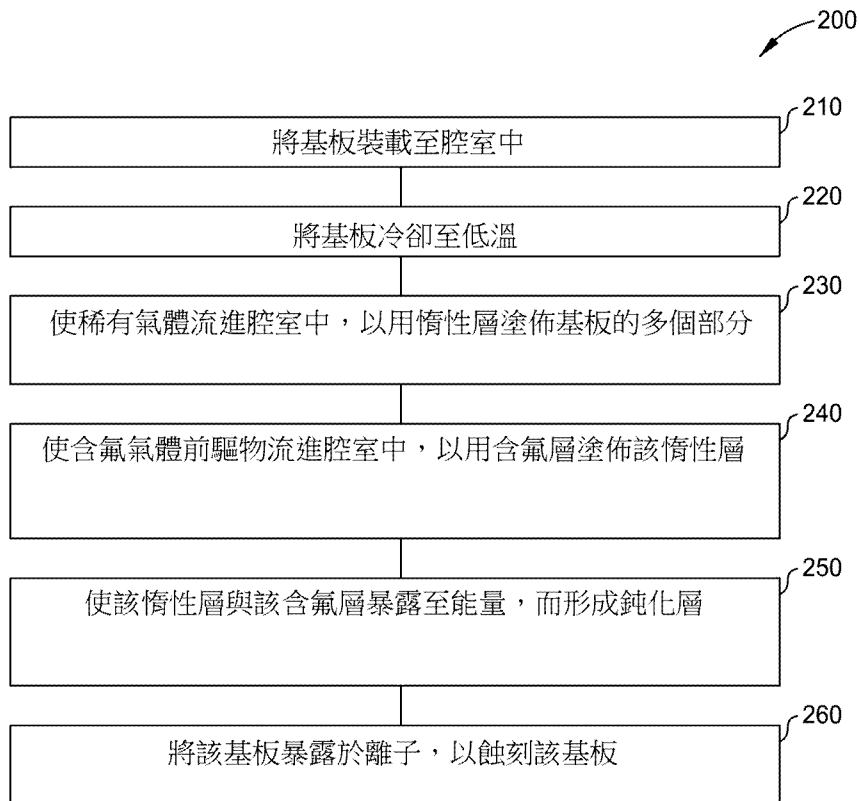 200
210
將基板裝載至腔室中
220
將基板冷卻至低溫
230
使稀有氣體流進腔室中，以用惰性層塗佈基板的多個部分
240
使含氟氣體前驅物流進腔室中，以用含氟層塗佈該惰性層
250
使該惰性層與該含氟層暴露至能量，而形成鈍化層
260
將該基板暴露於離子，以蝕刻該基板